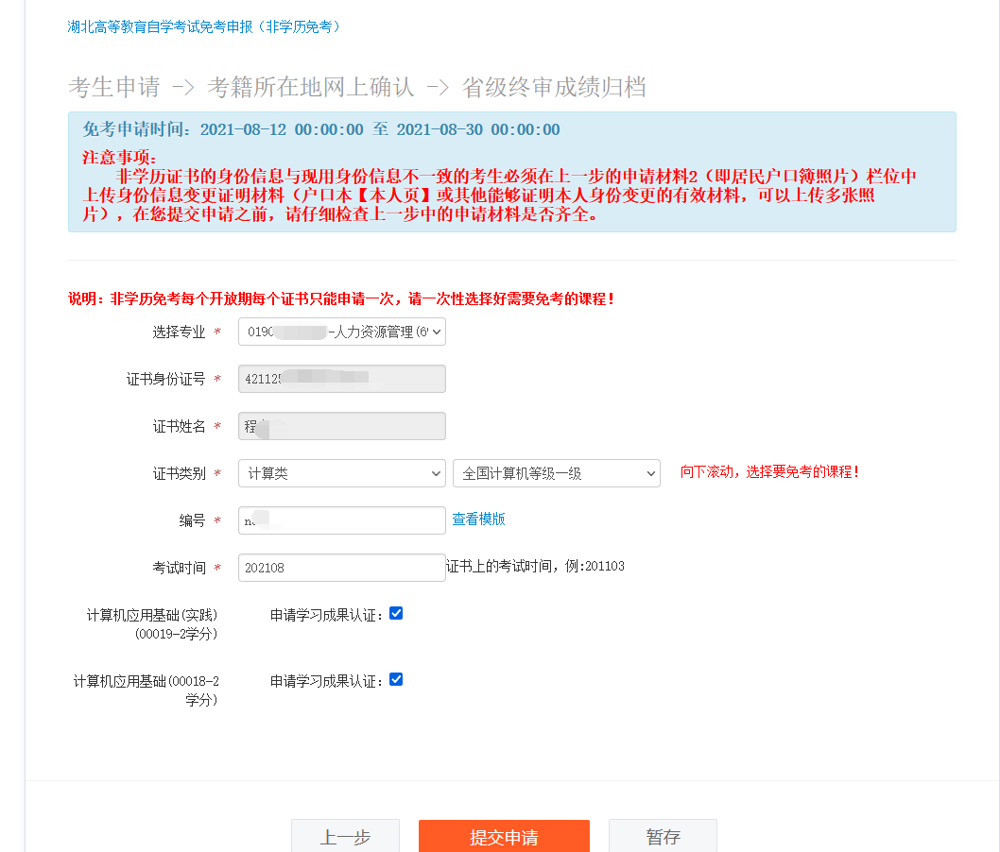 湖北高等教育自学考试免考申报（非学历免考）
考生申请 -> 考籍所在地网上确认 -> 省级终审成绩归档
免考申请时间：2021-08-12 00:00:00 至 2021-08-30 00:00:00
注意事项：
非学历证书的身份信息与现用身份信息不一致的考生必须在上一步的申请材料2（即居民户口簿照片）栏位中
上传身份信息变更证明材料（户口本【本人页】或其他能够证明本人身份变更的有效材料，可以上传多张照
片），在您提交申请之前，请仔细检查上一步中的申请材料是否齐全。
说明：非学历免考每个开放期每个证书只能申请一次，请一次性选择好需要免考的课程！
选择专业 * 0190 -人力资源管理(6
证书身份证号 * 421125
证书姓名 * 程
证书类别 * 计算类 全国计算机等级一级 向下滚动，选择要免考的课程！
编号 * n 查看模版
考试时间 * 202108 证书上的考试时间，例:201103
计算机应用基础(实践) 申请学习成果认证：
(00019-2学分)
计算机应用基础(00018-2 申请学习成果认证：
学分)
上一步 提交申请 暂存